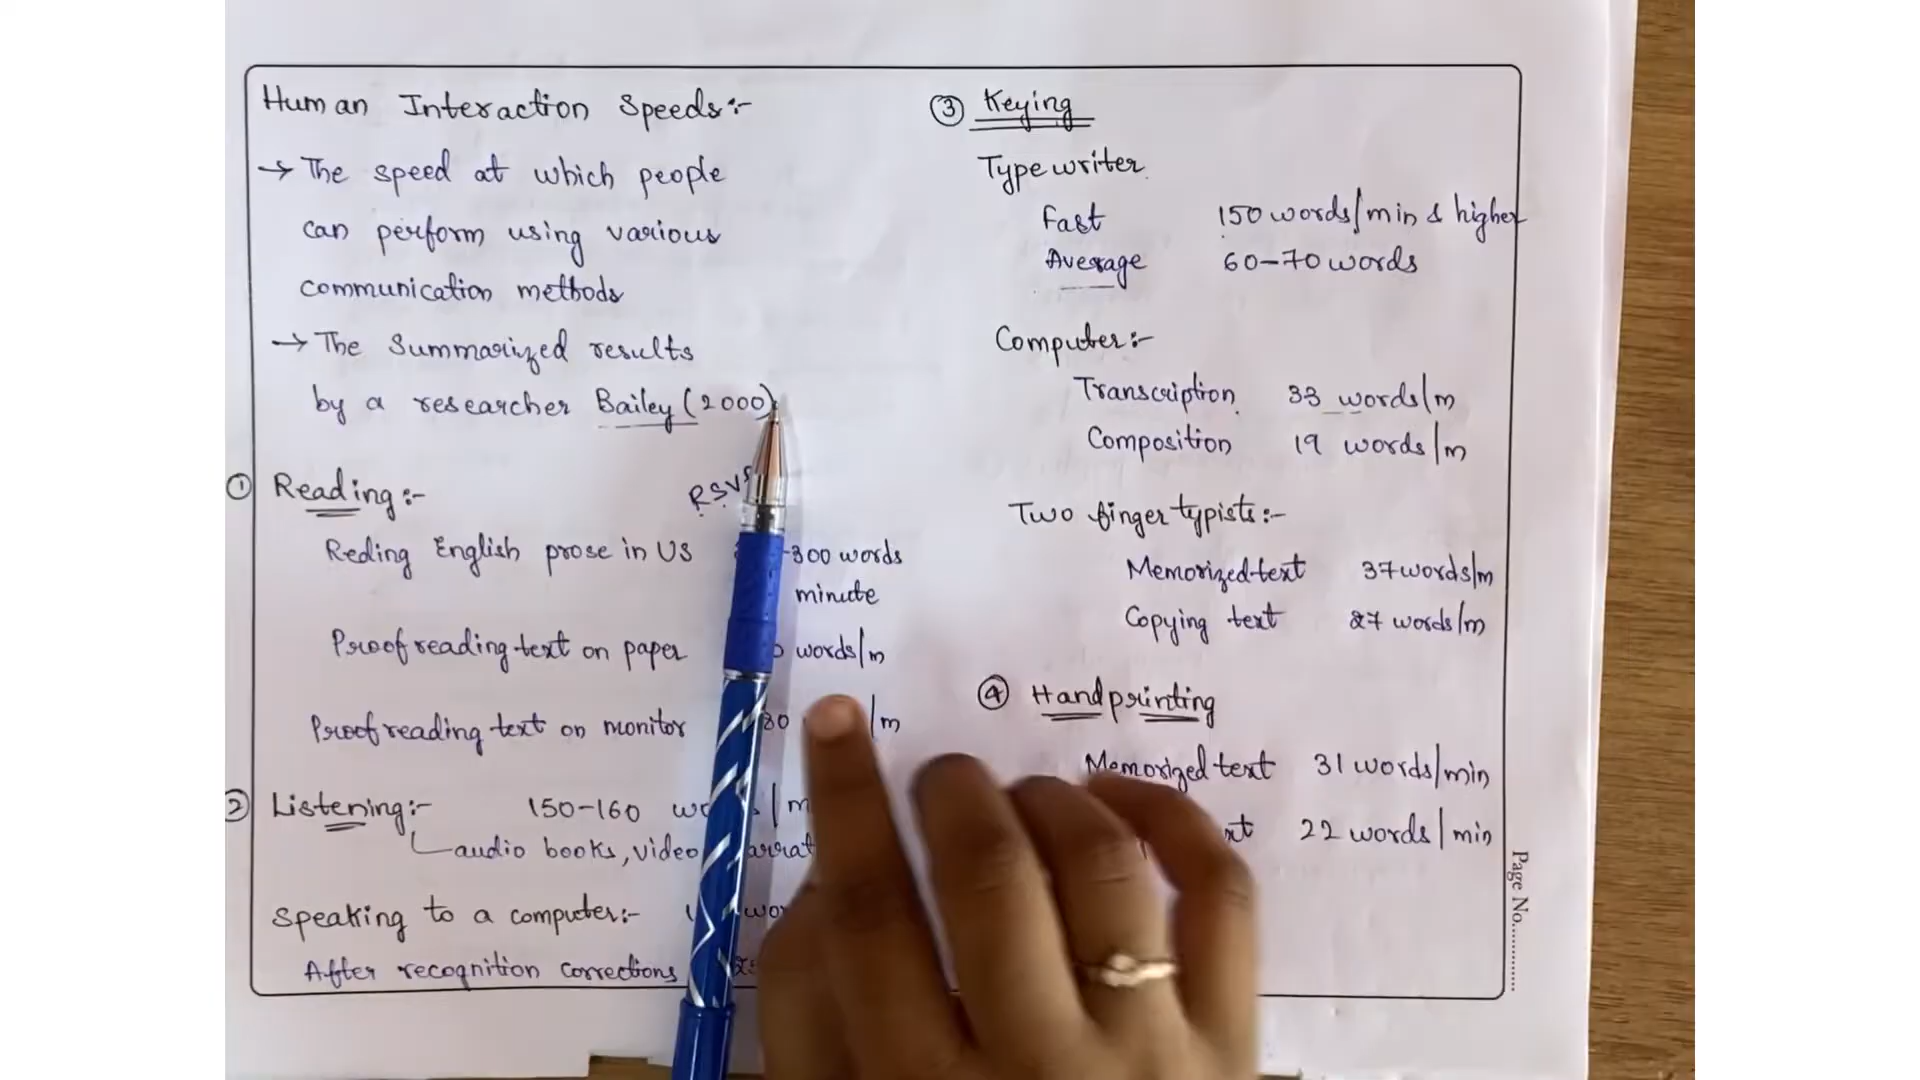 Human Interaction Speeds:-
→ The speed at which people
can perform using various
communication methods
→ The Summarized results
by a researcher Bailey (2000)
① Reading:-
Reding English prose in US -300 words
minute
Proof reading text on paper words/m
Proof reading text on monitor /m
② Listening:- 150-160 /m
audio books, video
Speaking to a computer:-
After recognition corrections
③ Keying
Type writer
Fast 150 words/min & higher
Average 60-70 words
Computer:-
Transcription 33 words/m
Composition 19 words/m
Two finger typists:-
Memorized text 37 words/m
Copying text 27 words/m
④ Handprinting
Memorized text 31 words/min
22 words/min
Page No..............